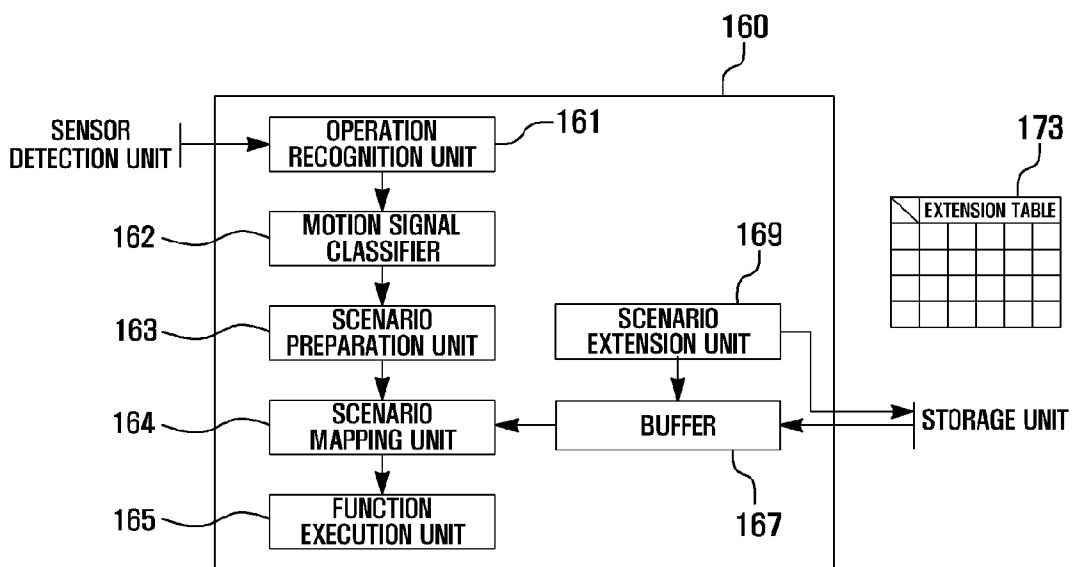 160
SENSOR
DETECTION UNIT
OPERATION
RECOGNITION UNIT
161
173
EXTENSION TABLE
162
MOTION SIGNAL
CLASSIFIER
169
163
SCENARIO
PREPARATION UNIT
SCENARIO
EXTENSION UNIT
164
SCENARIO
MAPPING UNIT
BUFFER
STORAGE UNIT
165
FUNCTION
EXECUTION UNIT
167